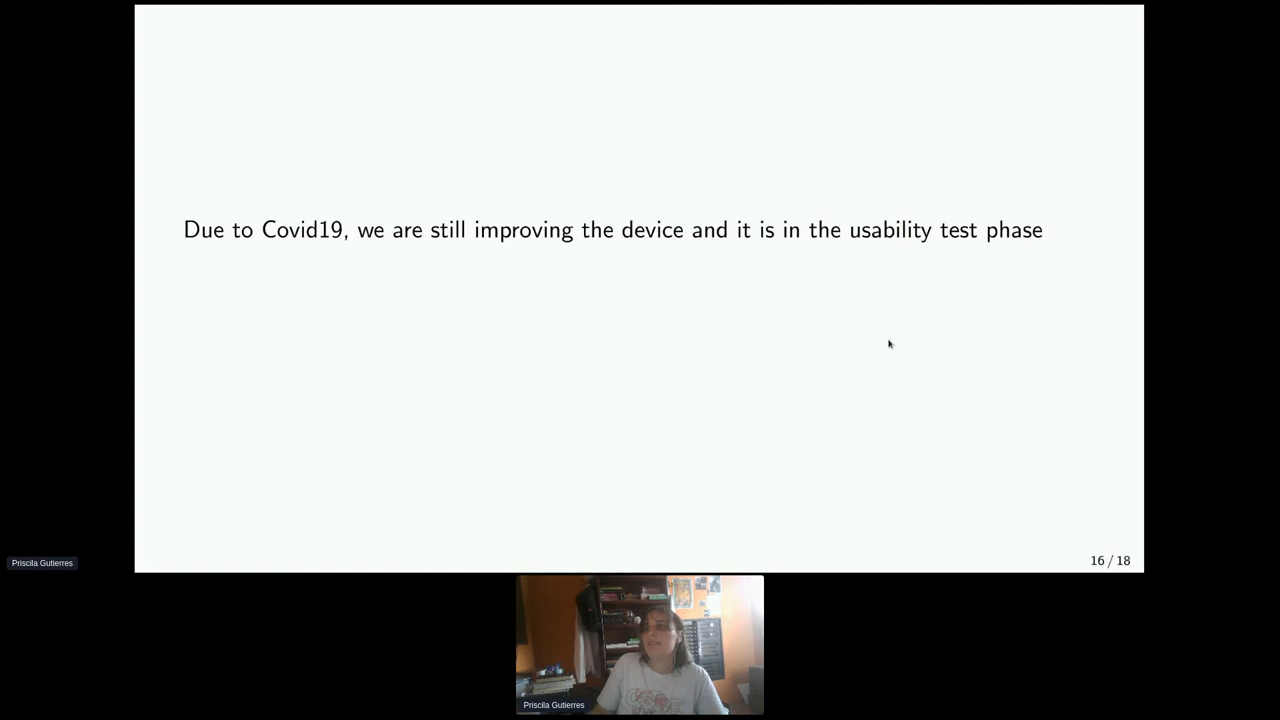 Due to Covid19, we are still improving the device and it is in the usability test phase
16 / 18
Priscila Gutierres
Priscila Gutierres